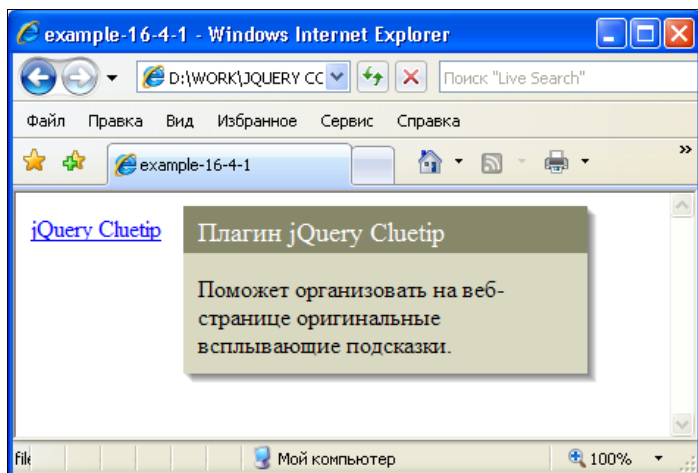 example-16-4-1 - Windows Internet Explorer
D:\WORK\JQUERY CC
Поиск "Live Search"
Файл Правка Вид Избранное Сервис Справка
example-16-4-1
»
jQuery Cluetip
Плагин jQuery Cluetip
Поможет организовать на веб-
странице оригинальные
всплывающие подсказки.
Мой компьютер 100%